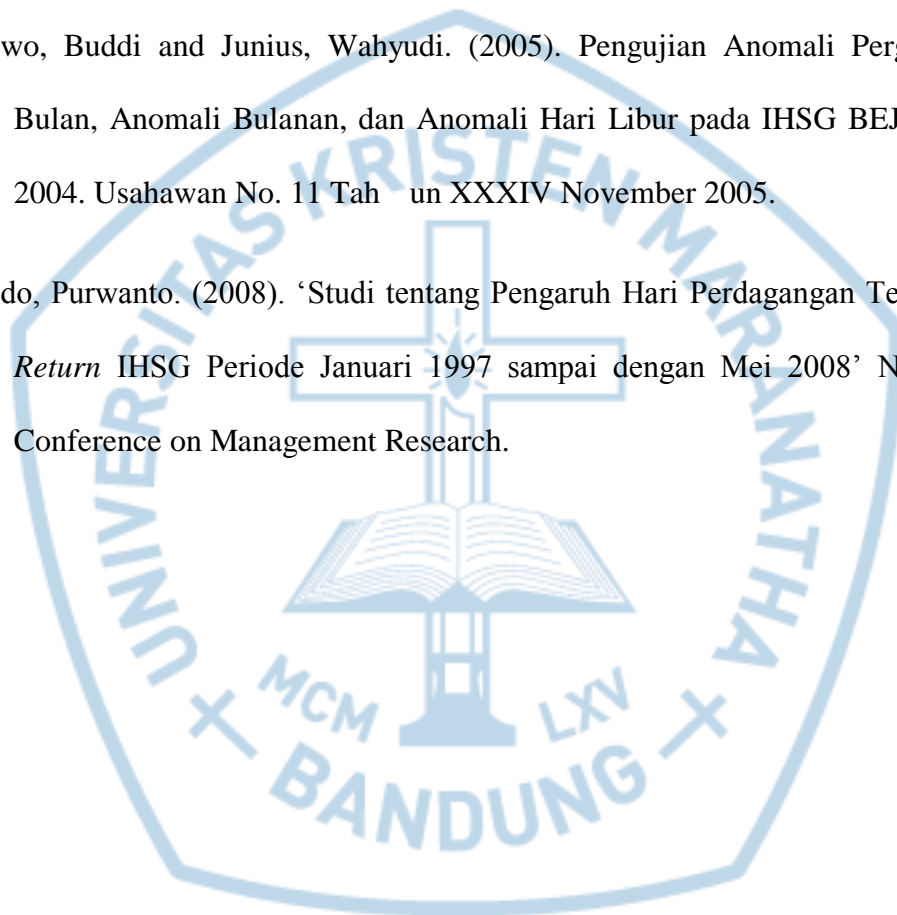 wo, Buddi and Junius, Wahyudi. (2005). Pengujian Anomali Perg
Bulan, Anomali Bulanan, dan Anomali Hari Libur pada IHSG BEJ
2004. Usahawan No. 11 Tah un XXXIV November 2005.
do, Purwanto. (2008). ‘Studi tentang Pengaruh Hari Perdagangan Te
Return IHSG Periode Januari 1997 sampai dengan Mei 2008’ N
Conference on Management Research.
UNIVERSITAS KRISTEN MARANATHA
MCM LXV
BANDUNG